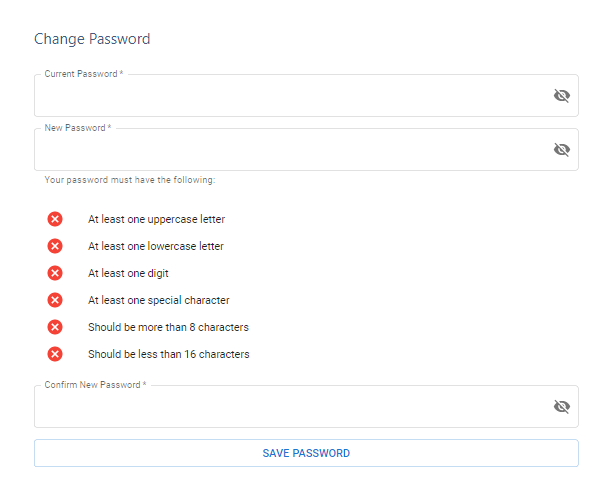 Change Password
Current Password *
New Password *
Your password must have the following:
At least one uppercase letter
At least one lowercase letter
At least one digit
At least one special character
Should be more than 8 characters
Should be less than 16 characters
Confirm New Password *
SAVE PASSWORD